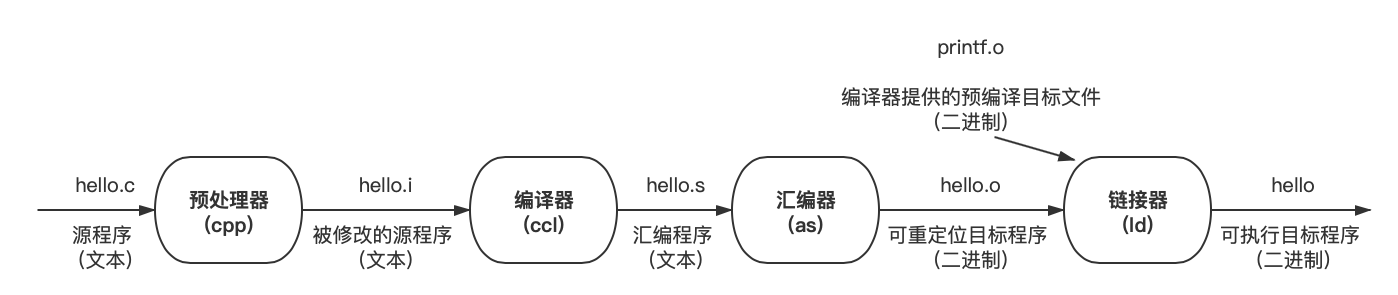 printf.o
编译器提供的预编译目标文件
（二进制）
hello.c
源程序
（文本）
预处理器
（cpp）
hello.i
被修改的源程序
（文本）
编译器
（ccl）
hello.s
汇编程序
（文本）
汇编器
（as）
hello.o
可重定位目标程序
（二进制）
链接器
（ld）
hello
可执行目标程序
（二进制）